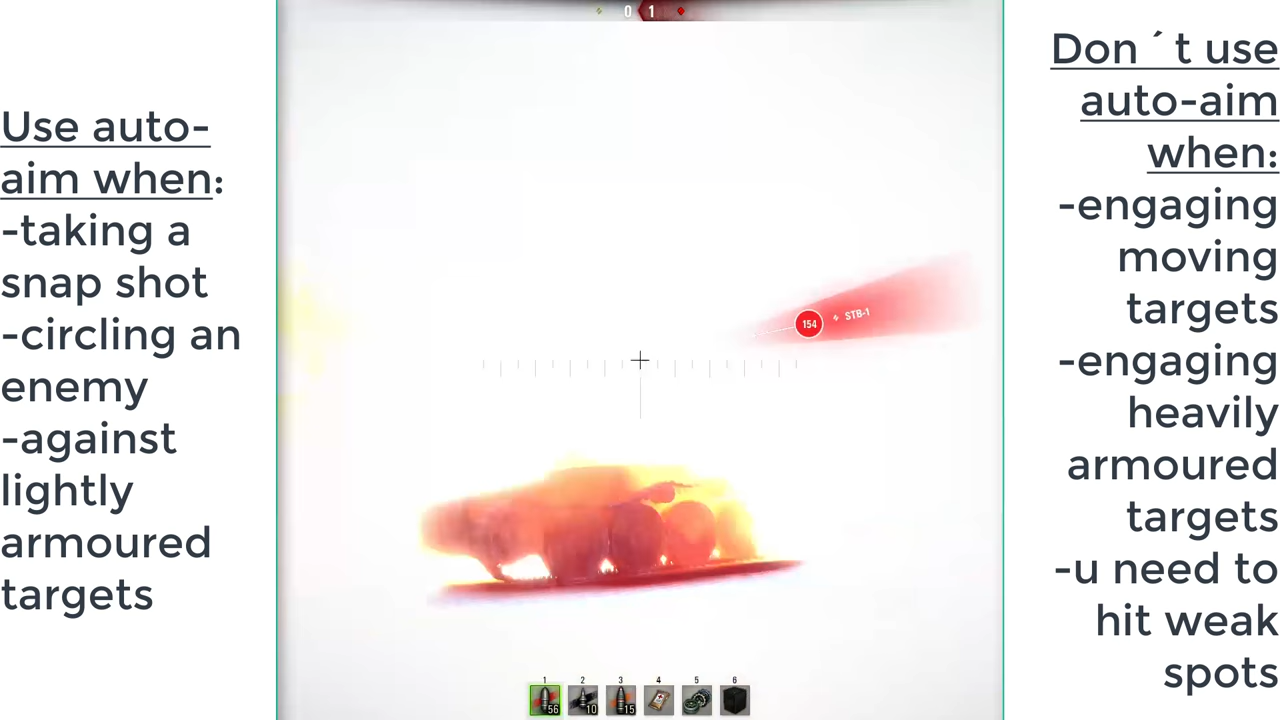 Use auto-
aim when:
-taking a
snap shot
-circling an
enemy
-against
lightly
armoured
targets
0 1
154 STB-1
1 2 3 4 5 6
56 10 15
Don´t use
auto-aim
when:
-engaging
moving
targets
-engaging
heavily
armoured
targets
-u need to
hit weak
spots